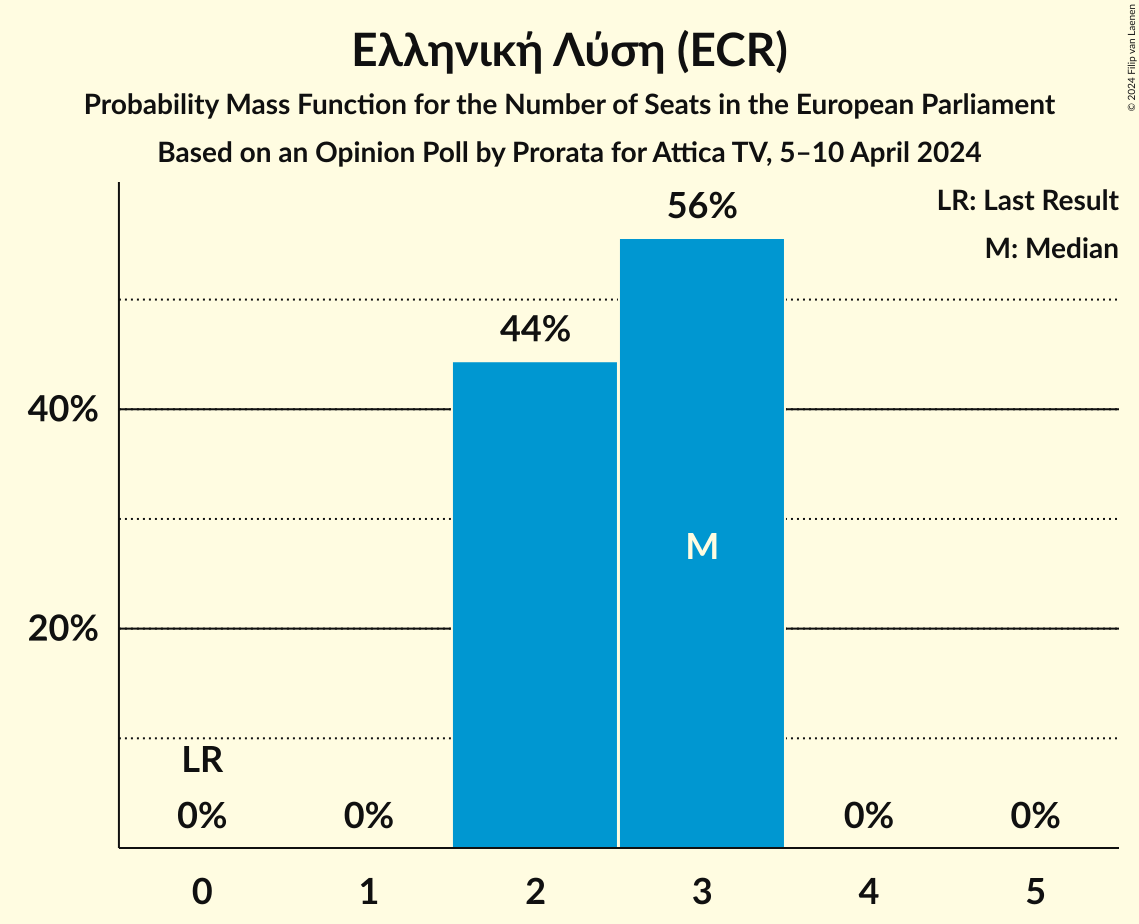 Ελληνική Λύση (ECR)
Probability Mass Function for the Number of Seats in the European Parliament
Based on an Opinion Poll by Prorata for Attica TV, 5–10 April 2024
© 2024 Filip van Laenen
LR: Last Result
M: Median
56%
44%
40%
M
20%
LR
0% 0% 0% 0%
0 1 2 3 4 5